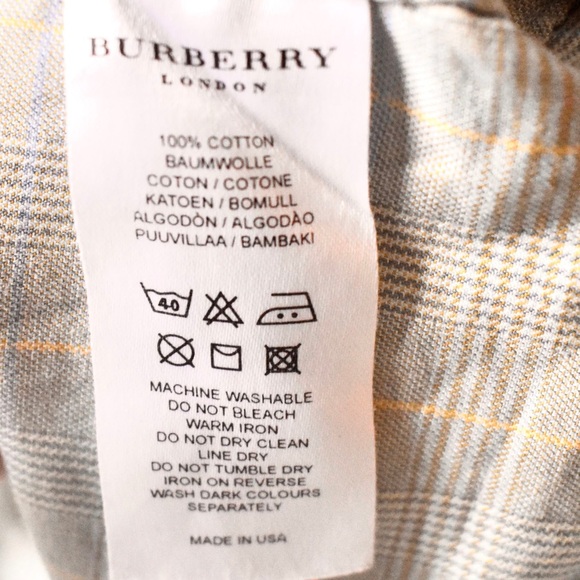 BURBERRY
LONDON
100% COTTON
BAUMWOLLE
COTON / COTONE
KATOEN / BOMULL
ALGODÒN / ALGODÃO
PUUVILLAA / BAMBAKI
40
MACHINE WASHABLE
DO NOT BLEACH
WARM IRON
DO NOT DRY CLEAN
LINE DRY
DO NOT TUMBLE DRY
IRON ON REVERSE
WASH DARK COLOURS
SEPARATELY
MADE IN USA